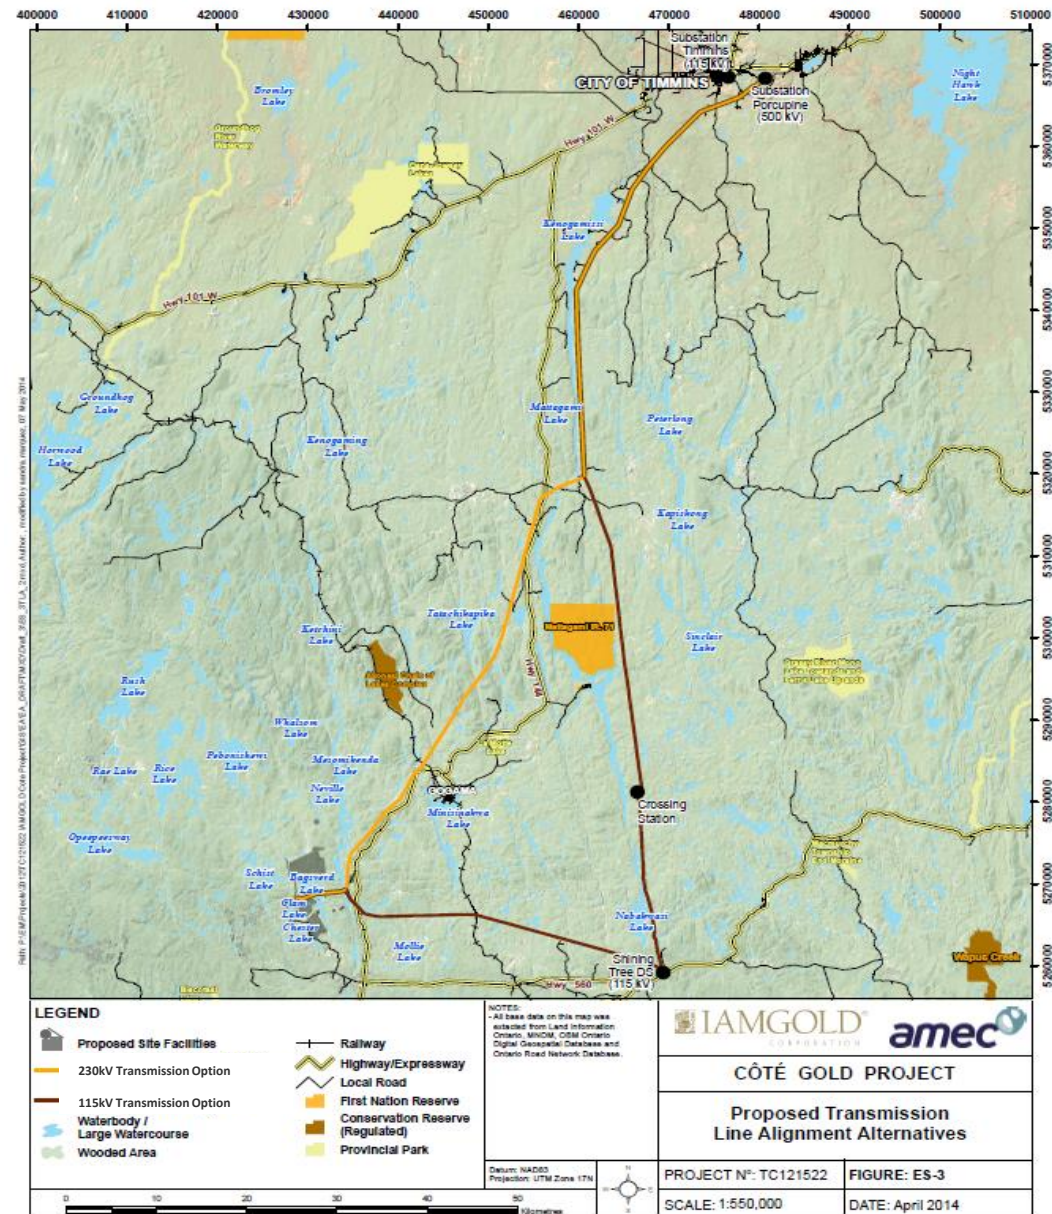 400000 410000 420000 430000 440000 450000 460000 470000 480000 490000 500000 510000
Substation
Timmins
(115 kV)
CITY OF TIMMINS
Substation
Porcupine
(500 kV)
Night
Hawk
Lake
Bromley
Lake
Groundhog
River
Waterway
Lakes
Hwy 101 W
Kenogamissi
Lake
Hwy 101 W
Groundhog
Lake
Horwood
Lake
Kenogaming
Lake
Mattagami
Lake
Peterlong
Lake
Kapiskong
Lake
Tatachikapika
Lake
Mattagami IR 71
Ketchini
Lake
Sinclair
Lake
Hwy 144
Rush
Lake
Whalsom
Lake
Rae Lake
Rice
Lake
Pebonishewi
Lake
Mesomikenda
Lake
Neville
Lake
GOGAMA
Minisinakwa
Lake
Crossing
Station
Opeepeesway
Lake
Schist
Lake
Bagsverd
Lake
Clam
Lake
Chester
Lake
Mollie
Lake
Nabakwasi
Lake
Shining
Tree DS
(115 kV)
Hwy 560
Wapus Creek
5370000
5360000
5350000
5340000
5330000
5320000
5310000
5300000
5290000
5280000
5270000
5260000
LEGEND
Proposed Site Facilities
230kV Transmission Option
115kV Transmission Option
Waterbody /
Large Watercourse
Wooded Area
Railway
Highway/Expressway
Local Road
First Nation Reserve
Conservation Reserve
(Regulated)
Provincial Park
NOTES:
- All base data on this map was
extracted from Land Information
Ontario, MNDM, OBM Ontario
Digital Geospatial Database and
Ontario Road Network Database.
Datum: NAD83
Projection: UTM Zone 17N
0 10 20 30 40 50
Kilometres
IAMGOLD
CORPORATION
amec
CÔTÉ GOLD PROJECT
Proposed Transmission
Line Alignment Alternatives
PROJECT Nº: TC121522
FIGURE: ES-3
SCALE: 1:550,000
DATE: April 2014